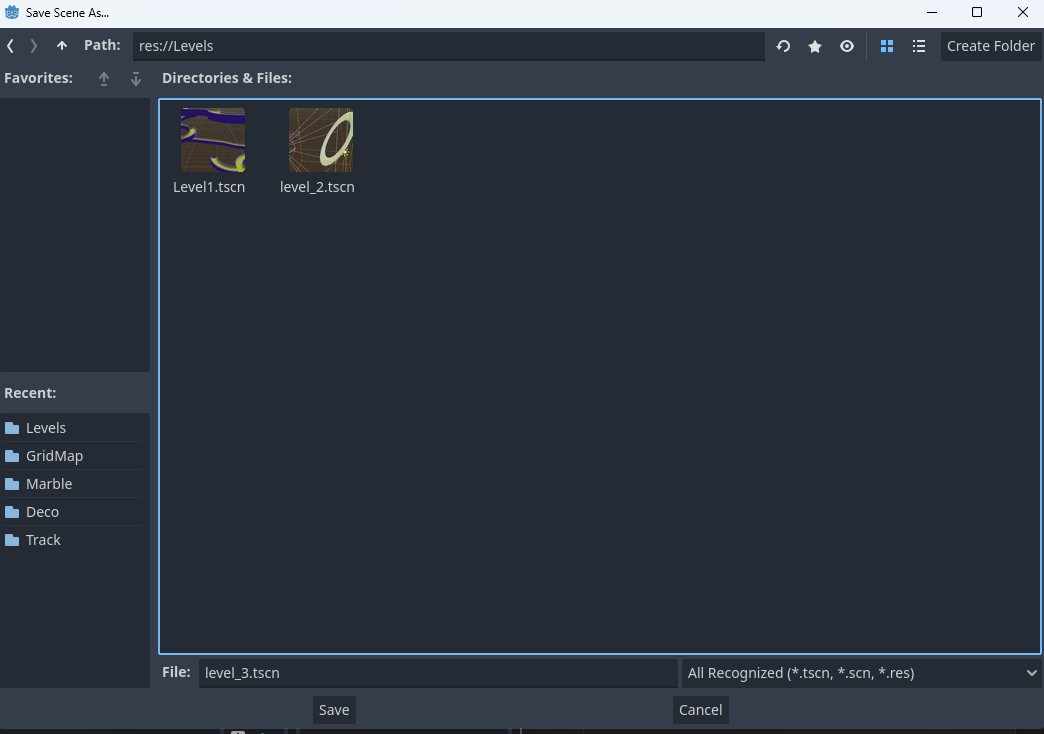 Save Scene As...
Path: res://Levels Create Folder
Favorites: Directories & Files:
Level1.tscn level_2.tscn
Recent:
Levels
GridMap
Marble
Deco
Track
File: level_3.tscn All Recognized (*.tscn, *.scn, *.res)
Save Cancel